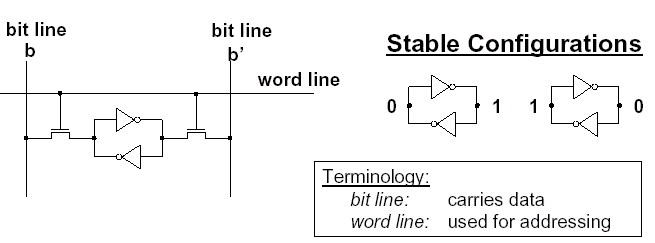 bit line
b
bit line
b'
word line
Stable Configurations
0 1 1 0
Terminology:
bit line: carries data
word line: used for addressing